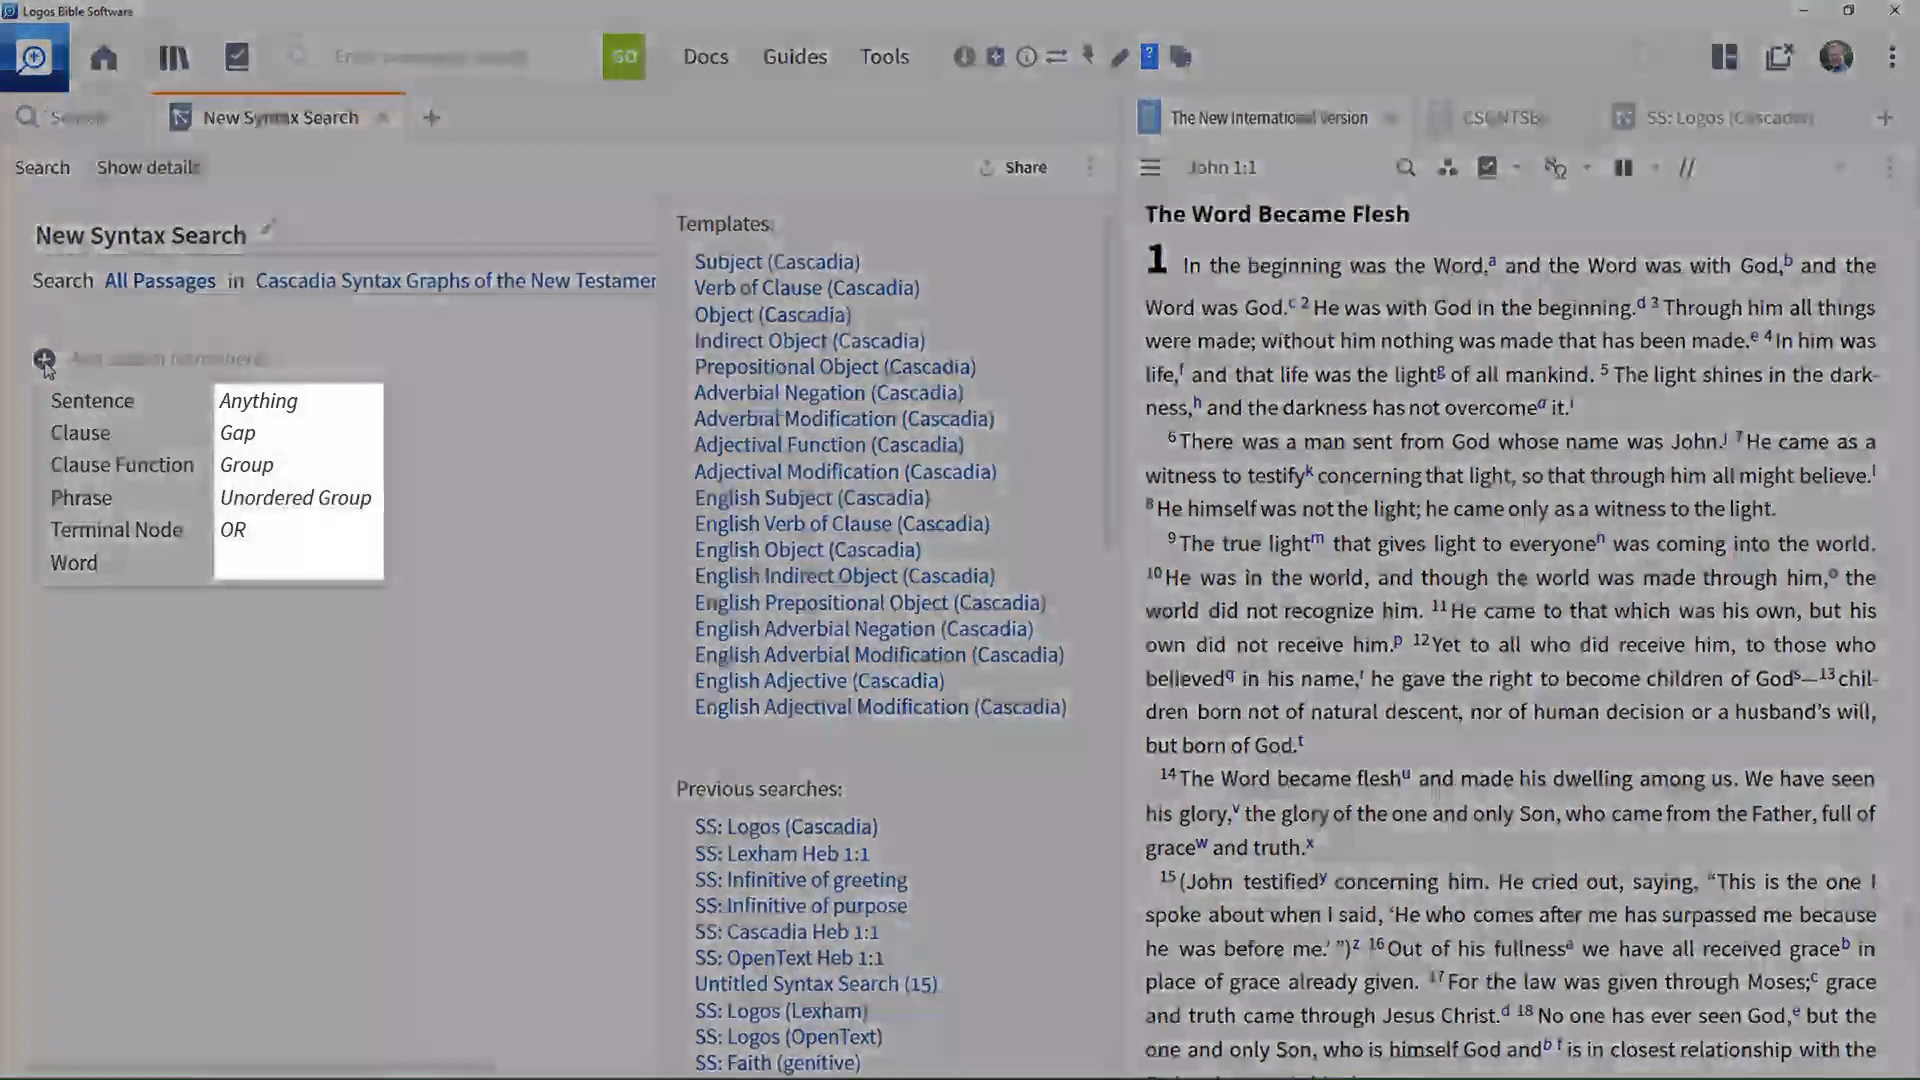 Logos Bible Software
GO
Docs Guides Tools
New Syntax Search
The New International Version
SS: Logos (Cascadia)
Search Show details
Share
John 1:1
New Syntax Search
Search All Passages in Cascadia Syntax Graphs of the New Testamen
Sentence
Clause
Clause Function
Phrase
Terminal Node
Word
Anything
Gap
Group
Unordered Group
OR
Templates:
Subject (Cascadia)
Verb of Clause (Cascadia)
Object (Cascadia)
Indirect Object (Cascadia)
Prepositional Object (Cascadia)
Adverbial Negation (Cascadia)
Adverbial Modification (Cascadia)
Adjectival Function (Cascadia)
Adjectival Modification (Cascadia)
English Subject (Cascadia)
English Verb of Clause (Cascadia)
English Object (Cascadia)
English Indirect Object (Cascadia)
English Prepositional Object (Cascadia)
English Adverbial Negation (Cascadia)
English Adverbial Modification (Cascadia)
English Adjective (Cascadia)
English Adjectival Modification (Cascadia)
Previous searches:
SS: Logos (Cascadia)
SS: Lexham Heb 1:1
SS: Infinitive of greeting
SS: Infinitive of purpose
SS: Cascadia Heb 1:1
SS: OpenText Heb 1:1
Untitled Syntax Search (15)
SS: Logos (Lexham)
SS: Logos (OpenText)
SS: Faith (genitive)
The Word Became Flesh
1 In the beginning was the Word,a and the Word was with God,b and the
Word was God.c 2 He was with God in the beginning.d 3 Through him all things
were made; without him nothing was made that has been made.e 4 In him was
life,f and that life was the lightg of all mankind. 5 The light shines in the dark-
ness,h and the darkness has not overcomea it.i
6 There was a man sent from God whose name was John.j 7 He came as a
witness to testifyk concerning that light, so that through him all might believe.l
8 He himself was not the light; he came only as a witness to the light.
9 The true lightm that gives light to everyonen was coming into the world.
10 He was in the world, and though the world was made through him,o the
world did not recognize him. 11 He came to that which was his own, but his
own did not receive him.p 12 Yet to all who did receive him, to those who
believedq in his name,r he gave the right to become children of Gods—13 chil-
dren born not of natural descent, nor of human decision or a husband's will,
but born of God.t
14 The Word became fleshu and made his dwelling among us. We have seen
his glory,v the glory of the one and only Son, who came from the Father, full of
gracew and truth.x
15 (John testifiedy concerning him. He cried out, saying, “This is the one I
spoke about when I said, ‘He who comes after me has surpassed me because
he was before me.’ ”)z 16 Out of his fullnessa we have all received graceb in
place of grace already given. 17 For the law was given through Moses;c grace
and truth came through Jesus Christ.d 18 No one has ever seen God,e but the
one and only Son, who is himself God andb f is in closest relationship with the